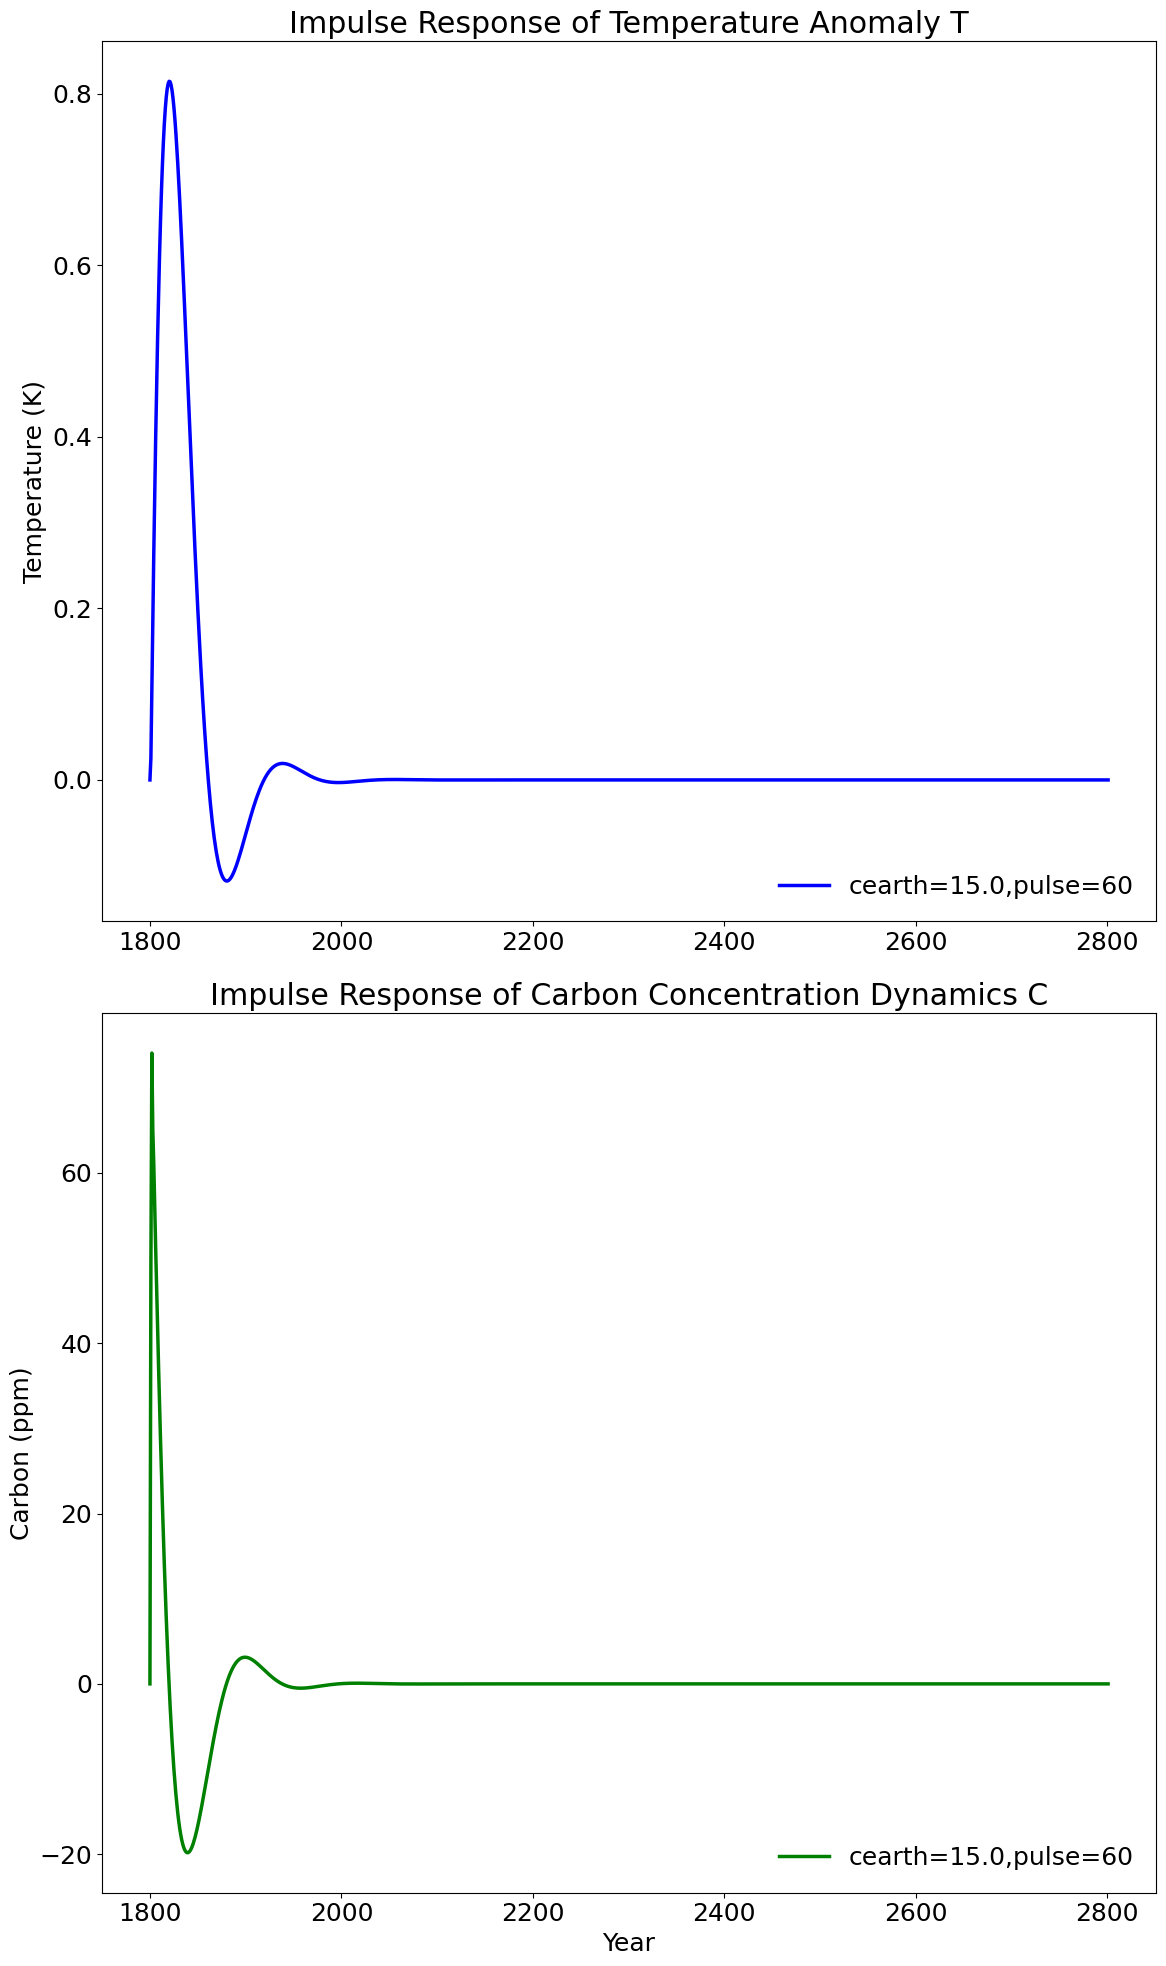 Impulse Response of Temperature Anomaly T
Temperature (K)
0.8
0.6
0.4
0.2
0.0
cearth=15.0,pulse=60
1800 2000 2200 2400 2600 2800
Impulse Response of Carbon Concentration Dynamics C
Carbon (ppm)
60
40
20
0
−20
cearth=15.0,pulse=60
1800 2000 2200 2400 2600 2800
Year